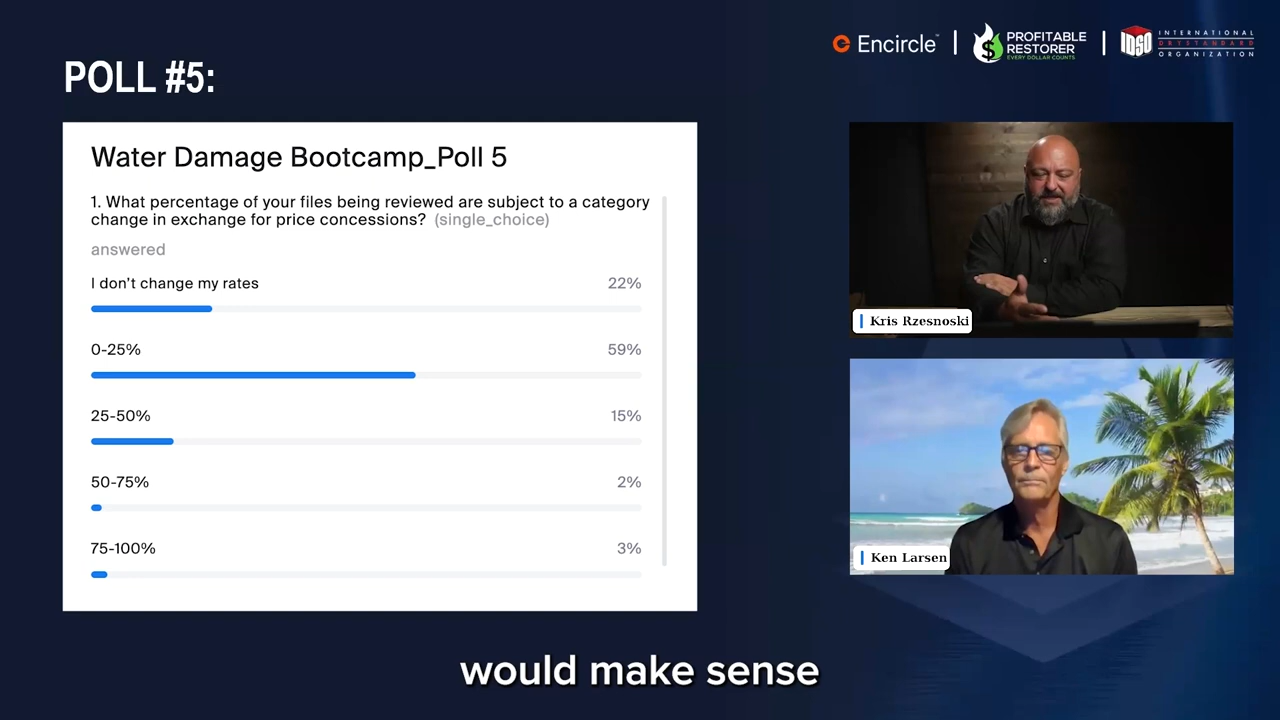 Encircle™
PROFITABLE
RESTORER
EVERY DOLLAR COUNTS
IDSO
INTERNATIONAL
DRYSTANDARD
ORGANIZATION
POLL #5:
Water Damage Bootcamp_Poll 5
1. What percentage of your files being reviewed are subject to a category
change in exchange for price concessions? (single_choice)
answered
I don't change my rates 22%
0-25% 59%
25-50% 15%
50-75% 2%
75-100% 3%
Kris Rzesnoski
Ken Larsen
would make sense